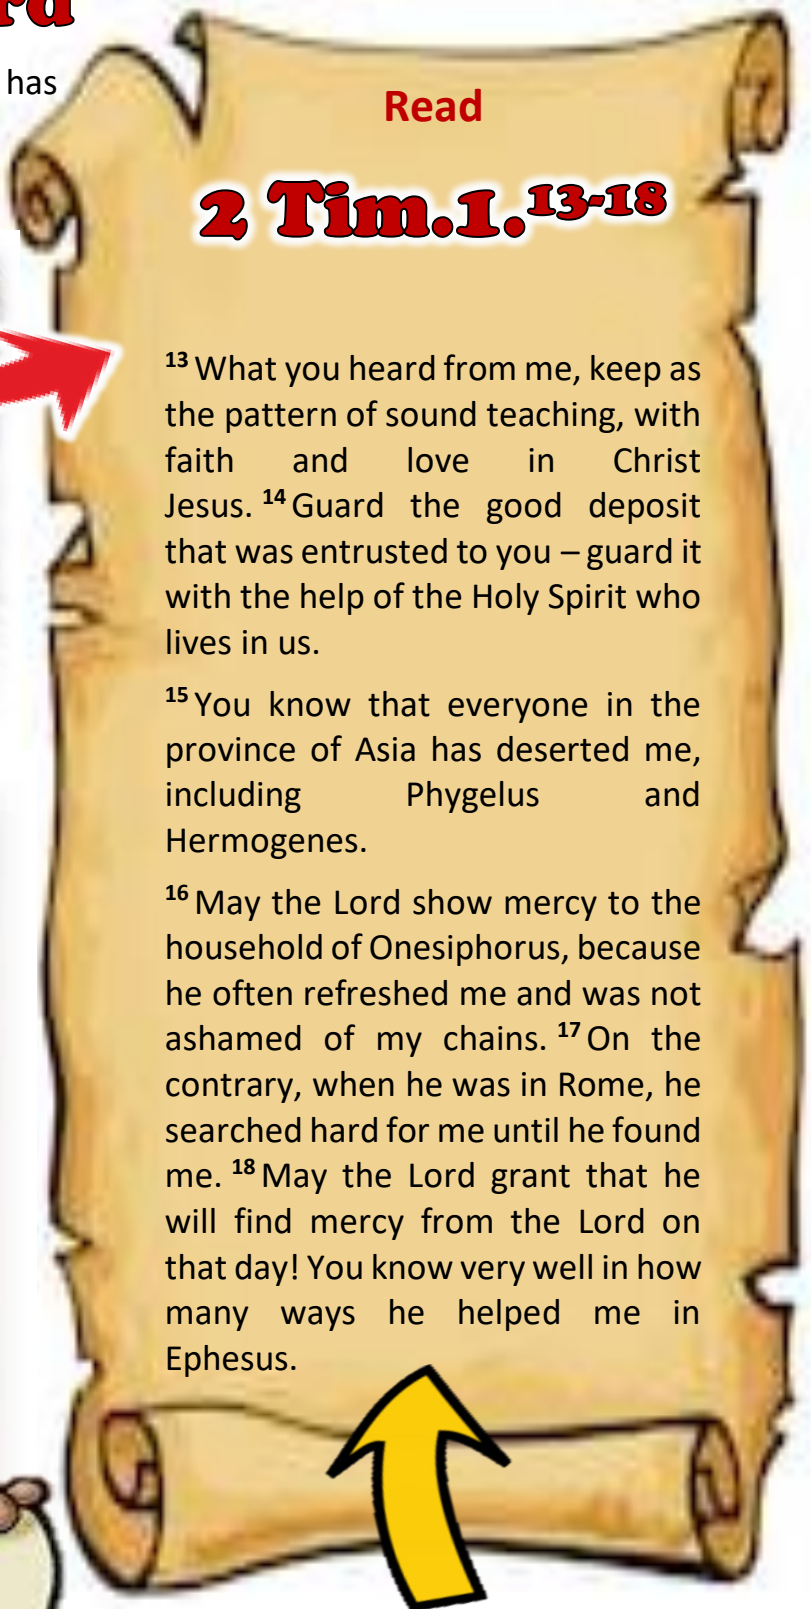 has
Read
2 Tim.1.13-18
13 What you heard from me, keep as
the pattern of sound teaching, with
faith and love in Christ
Jesus. 14 Guard the good deposit
that was entrusted to you – guard it
with the help of the Holy Spirit who
lives in us.
15 You know that everyone in the
province of Asia has deserted me,
including Phygelus and
Hermogenes.
16 May the Lord show mercy to the
household of Onesiphorus, because
he often refreshed me and was not
ashamed of my chains. 17 On the
contrary, when he was in Rome, he
searched hard for me until he found
me. 18 May the Lord grant that he
will find mercy from the Lord on
that day! You know very well in how
many ways he helped me in
Ephesus.